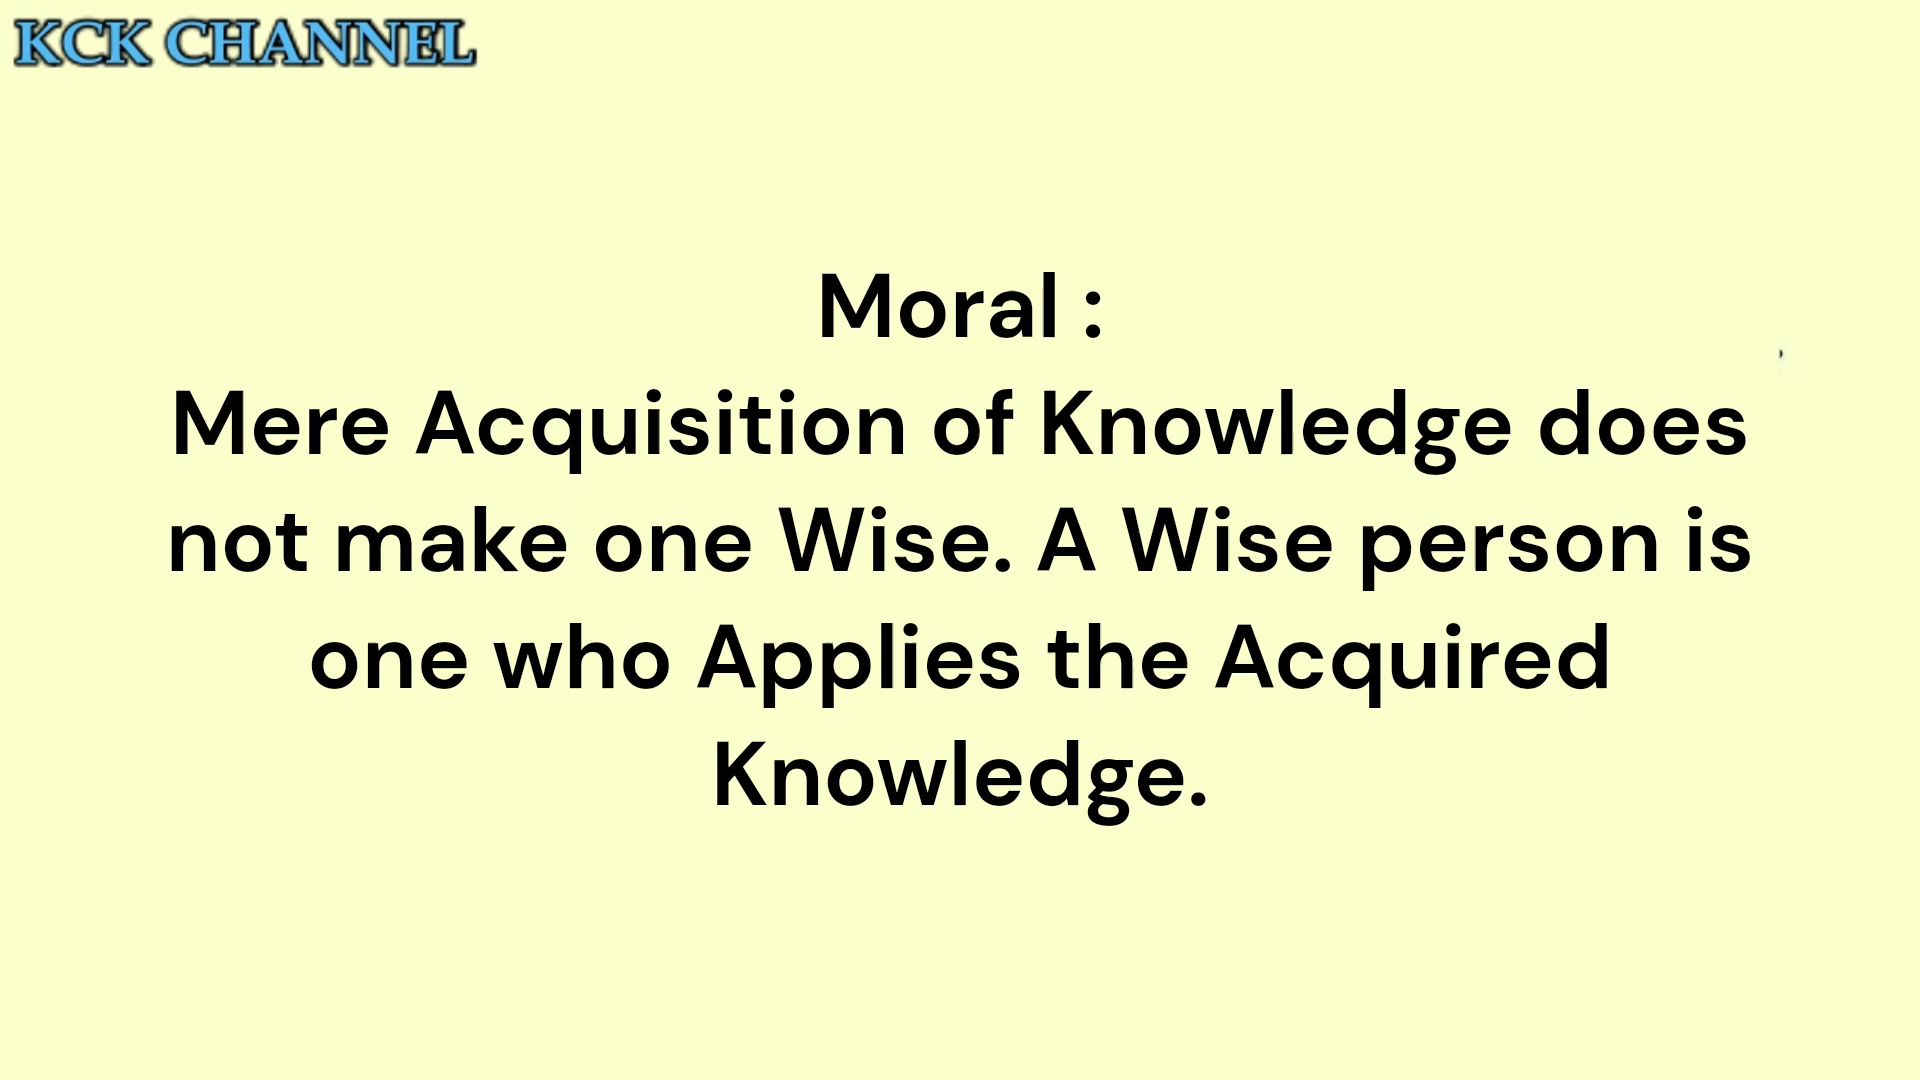 KCK CHANNEL
Moral :
Mere Acquisition of Knowledge does
not make one Wise. A Wise person is
one who Applies the Acquired
Knowledge.